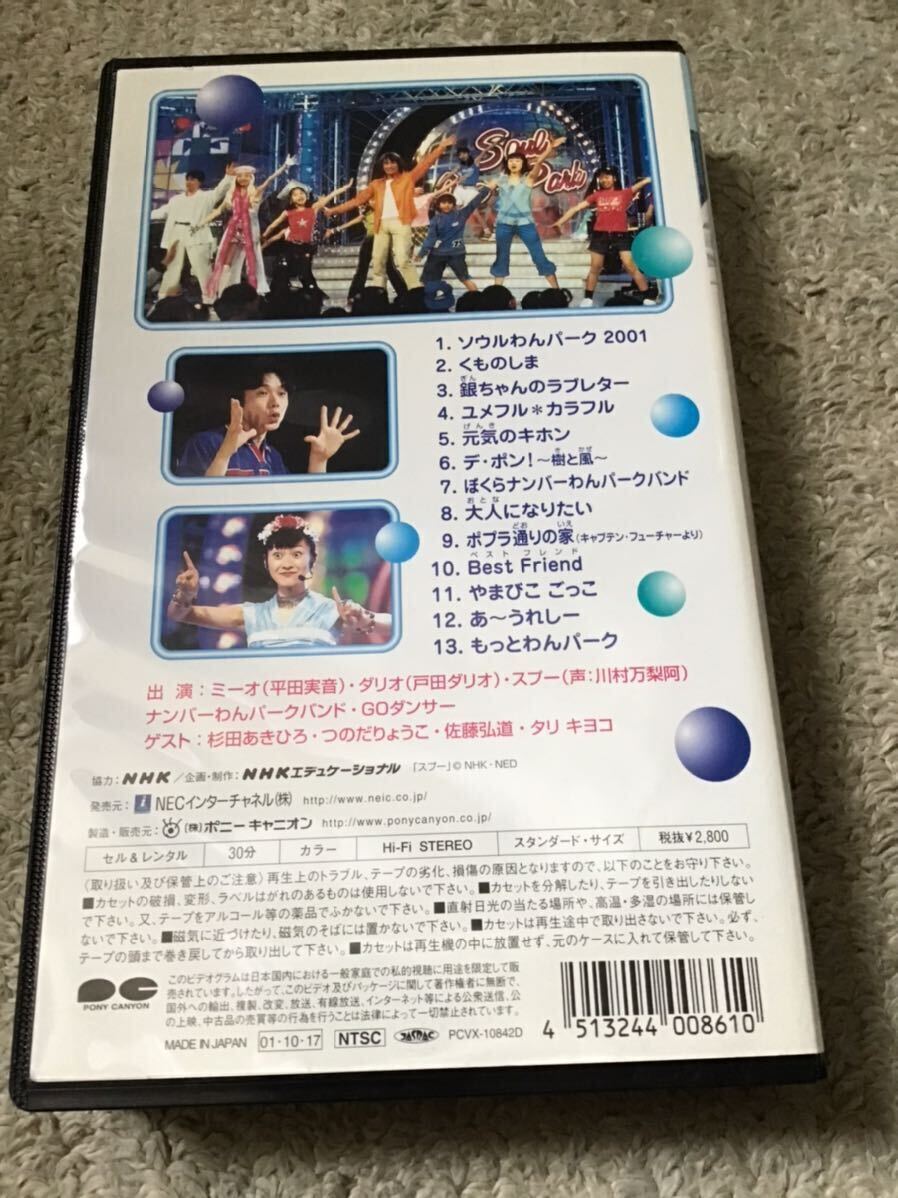 Soul
Park
1. ソウルわんパーク 2001
2. くものしま
ぎん
3. 銀ちゃんのラブレター
4. ユメフル＊カラフル
げんき
5. 元気のキホン
き かぜ
6. デ・ポン！〜樹と風〜
7. ぼくらナンバーわんパークバンド
おとな
8. 大人になりたい
どお いえ
9. ポプラ通りの家（キャプテン・フューチャーより）
ベスト フレンド
10. Best Friend
11. やまびこ ごっこ
12. あ〜うれしー
13. もっとわんパーク
出 演：ミーオ（平田実音）・ダリオ（戸田ダリオ）・スプー（声：川村万梨阿）
ナンバーわんパークバンド・GOダンサー
ゲスト：杉田あきひろ・つのだりょうこ・佐藤弘道・タリ キヨコ
協力：NHK／企画・制作：NHKエデュケーショナル 「スプー」© NHK・NED
発売元： NECインターチャネル（株） http://www.neic.co.jp/
製造・販売元： （株）ポニーキャニオン http://www.ponycanyon.co.jp/
セル＆レンタル 30分 カラー Hi-Fi STEREO スタンダード・サイズ 税抜¥2,800
〈取り扱い及び保管上のご注意〉再生上のトラブル、テープの劣化、損傷の原因となりますので、以下のことをお守り下さい。
■カセットの破損、変形、ラベルはがれのあるものは使用しないで下さい。■カセットを分解したり、テープを引き出したりしない
で下さい。又、テープをアルコール等の薬品でふかないで下さい。■直射日光の当たる場所や、高温・多湿の場所には保管し
ないで下さい。■磁気に近づけたり、磁気のそばには置かないで下さい。■カセットは再生途中で取り出さないで下さい。必ず、
テープの頭まで巻き戻してから取り出して下さい。■カセットは再生機の中に放置せず、元のケースに入れて保管して下さい。
PONY CANYON
このビデオグラムは日本国内における一般家庭での私的視聴に用途を限定して販
売されています。したがって、このビデオ及びパッケージに関して著作権者に無断で、
国外への輸出、複製、改変、放送、有線放送、インターネット等による公衆送信、公
の上映、中古品の売買等の行為を行うことは法律によって一切禁止されています。
MADE IN JAPAN 01・10・17 NTSC JASRAC PCVX-10842D
4 513244 008610